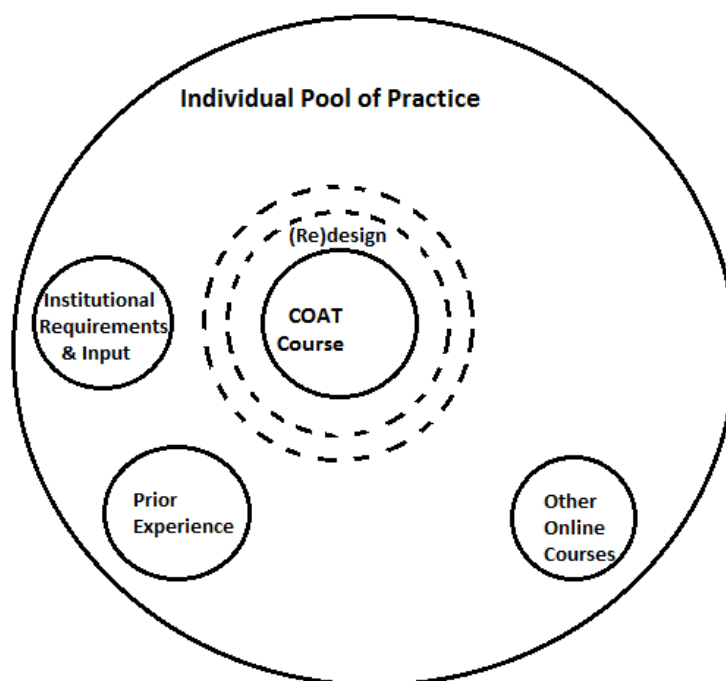 Individual Pool of Practice
(Re)design
COAT
Course
Institutional
Requirements
& Input
Prior
Experience
Other
Online
Courses